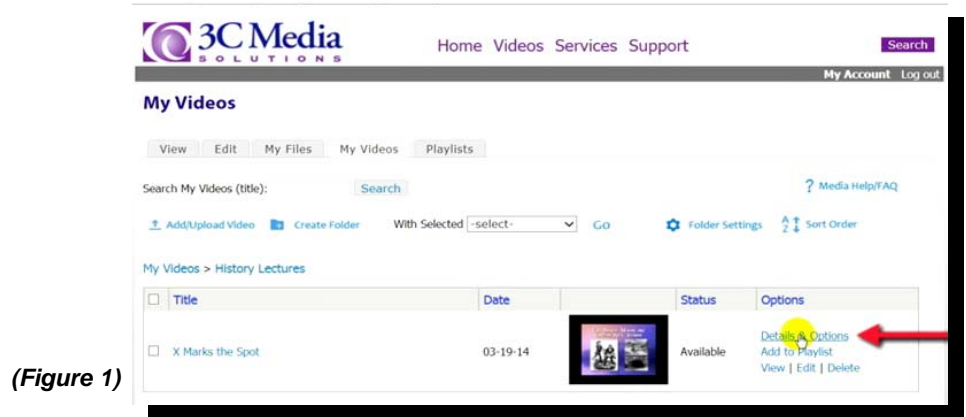 3C Media
SOLUTIONS
Home Videos Services Support
Search
My Account Log out
My Videos
View Edit My Files My Videos Playlists
Search My Videos (title): Search
? Media Help/FAQ
Add/Upload Video Create Folder With Selected -select- Go Folder Settings A Z Sort Order
My Videos > History Lectures
Title Date Status Options
X Marks the Spot 03-19-14 Available
Details & Options
Add to Playlist
View | Edit | Delete
(Figure 1)